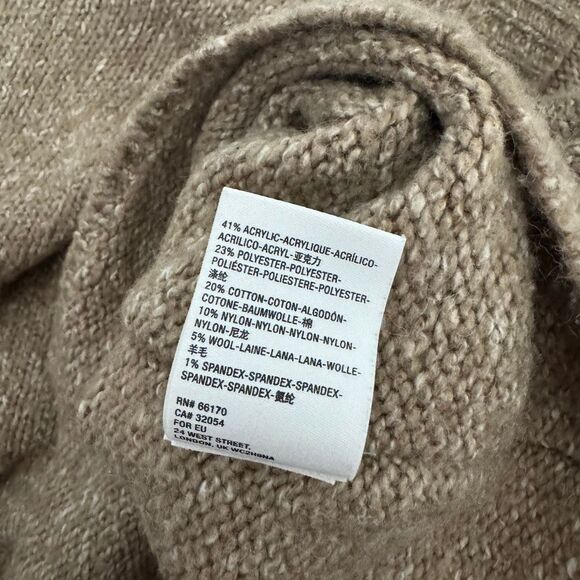 41% ACRYLIC-ACRYLIQUE-ACRÍLICO-
ACRILICO-ACRYL-亚克力
23% POLYESTER-POLYESTER-
POLIÉSTER-POLIESTERE-POLYESTER-
涤纶
20% COTTON-COTON-ALGODÓN-
COTONE-BAUMWOLLE-棉
10% NYLON-NYLON-NYLON-NYLON-
NYLON-尼龙
5% WOOL-LAINE-LANA-LANA-WOLLE-
羊毛
1% SPANDEX-SPANDEX-SPANDEX-
SPANDEX-SPANDEX-氨纶
RN# 66170
CA# 32054
FOR EU
24 WEST STREET,
LONDON, UK WC2H9NA